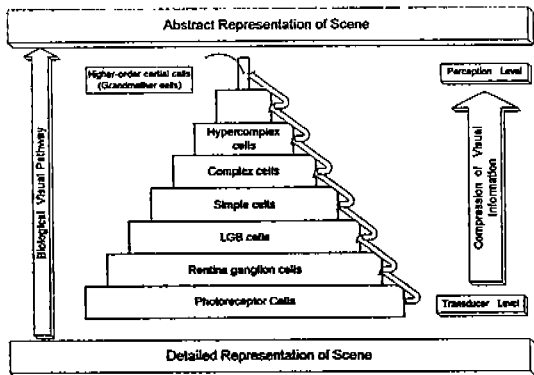 Abstract Representation of Scene
Higher-order cartial cells
(Grandmother cells)
Perception Level
Hypercomplex
cells
Complex cells
Simple cells
LGB cells
Rentina ganglion cells
Photoreceptor Cells
Biological Visual Pathway
Compression of Visual
Information
Transducer Level
Detailed Representation of Scene